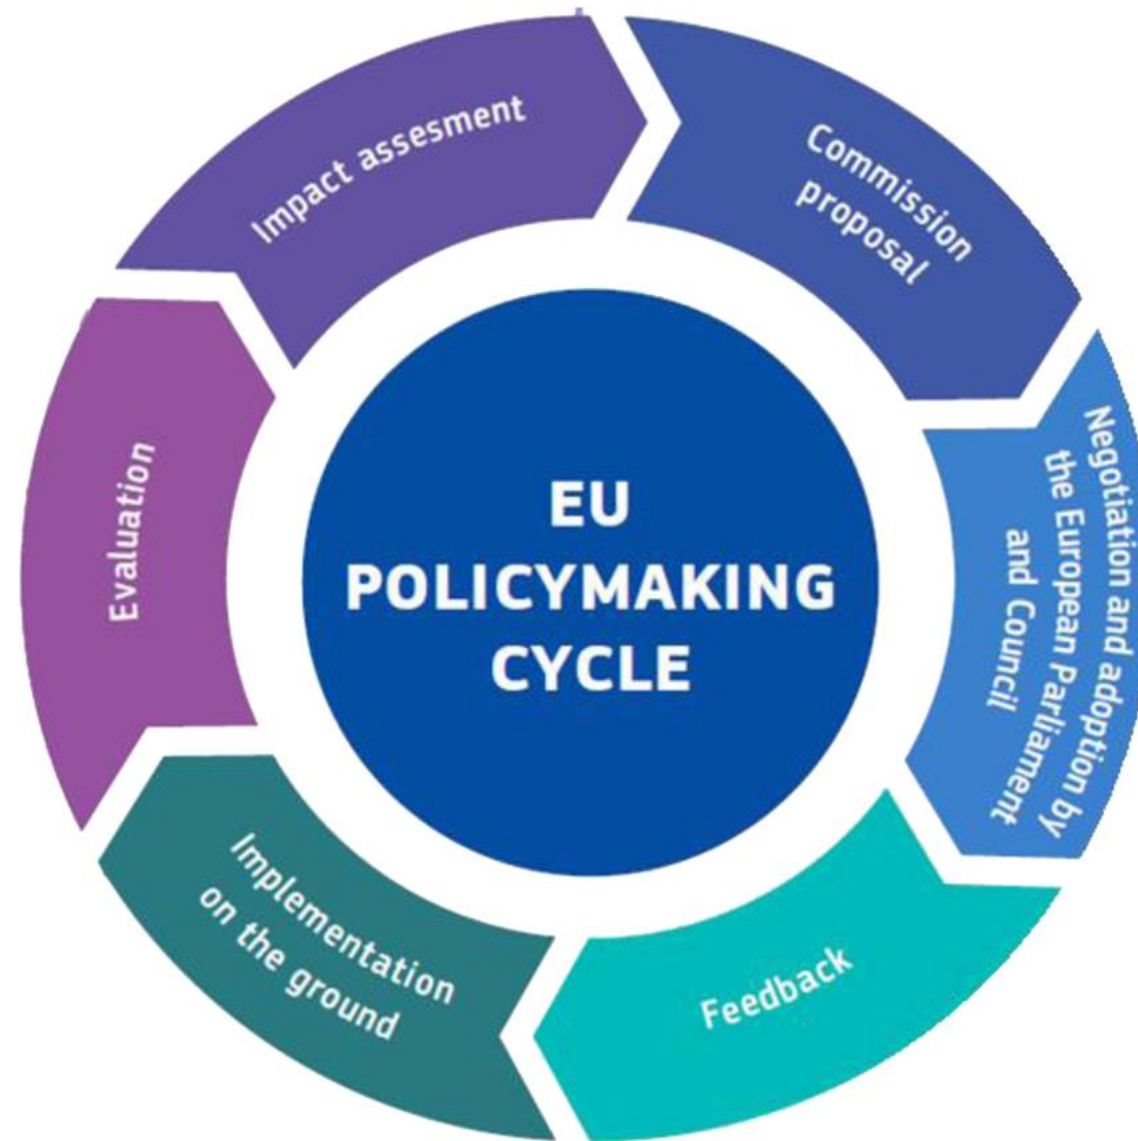 EU
POLICYMAKING
CYCLE
Impact assesment
Commission
proposal
Negotiation and adoption by
the European Parliament
and Council
Feedback
Implementation
on the ground
Evaluation